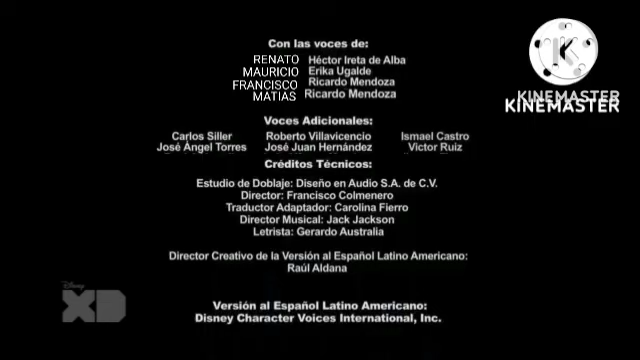 Con las voces de:
RENATO Héctor Ireta de Alba
MAURICIO Erika Ugalde
FRANCISCO Ricardo Mendoza
MATIAS Ricardo Mendoza
Voces Adicionales:
Carlos Siller Roberto Villavicencio Ismael Castro
José Ángel Torres José Juan Hernández Victor Ruiz
Créditos Técnicos:
Estudio de Doblaje: Diseño en Audio S.A. de C.V.
Director: Francisco Colmenero
Traductor Adaptador: Carolina Fierro
Director Musical: Jack Jackson
Letrista: Gerardo Australia
Director Creativo de la Versión al Español Latino Americano:
Raúl Aldana
Versión al Español Latino Americano:
Disney Character Voices International, Inc.
Disney
XD
K
KINEMASTER
KINEMASTER